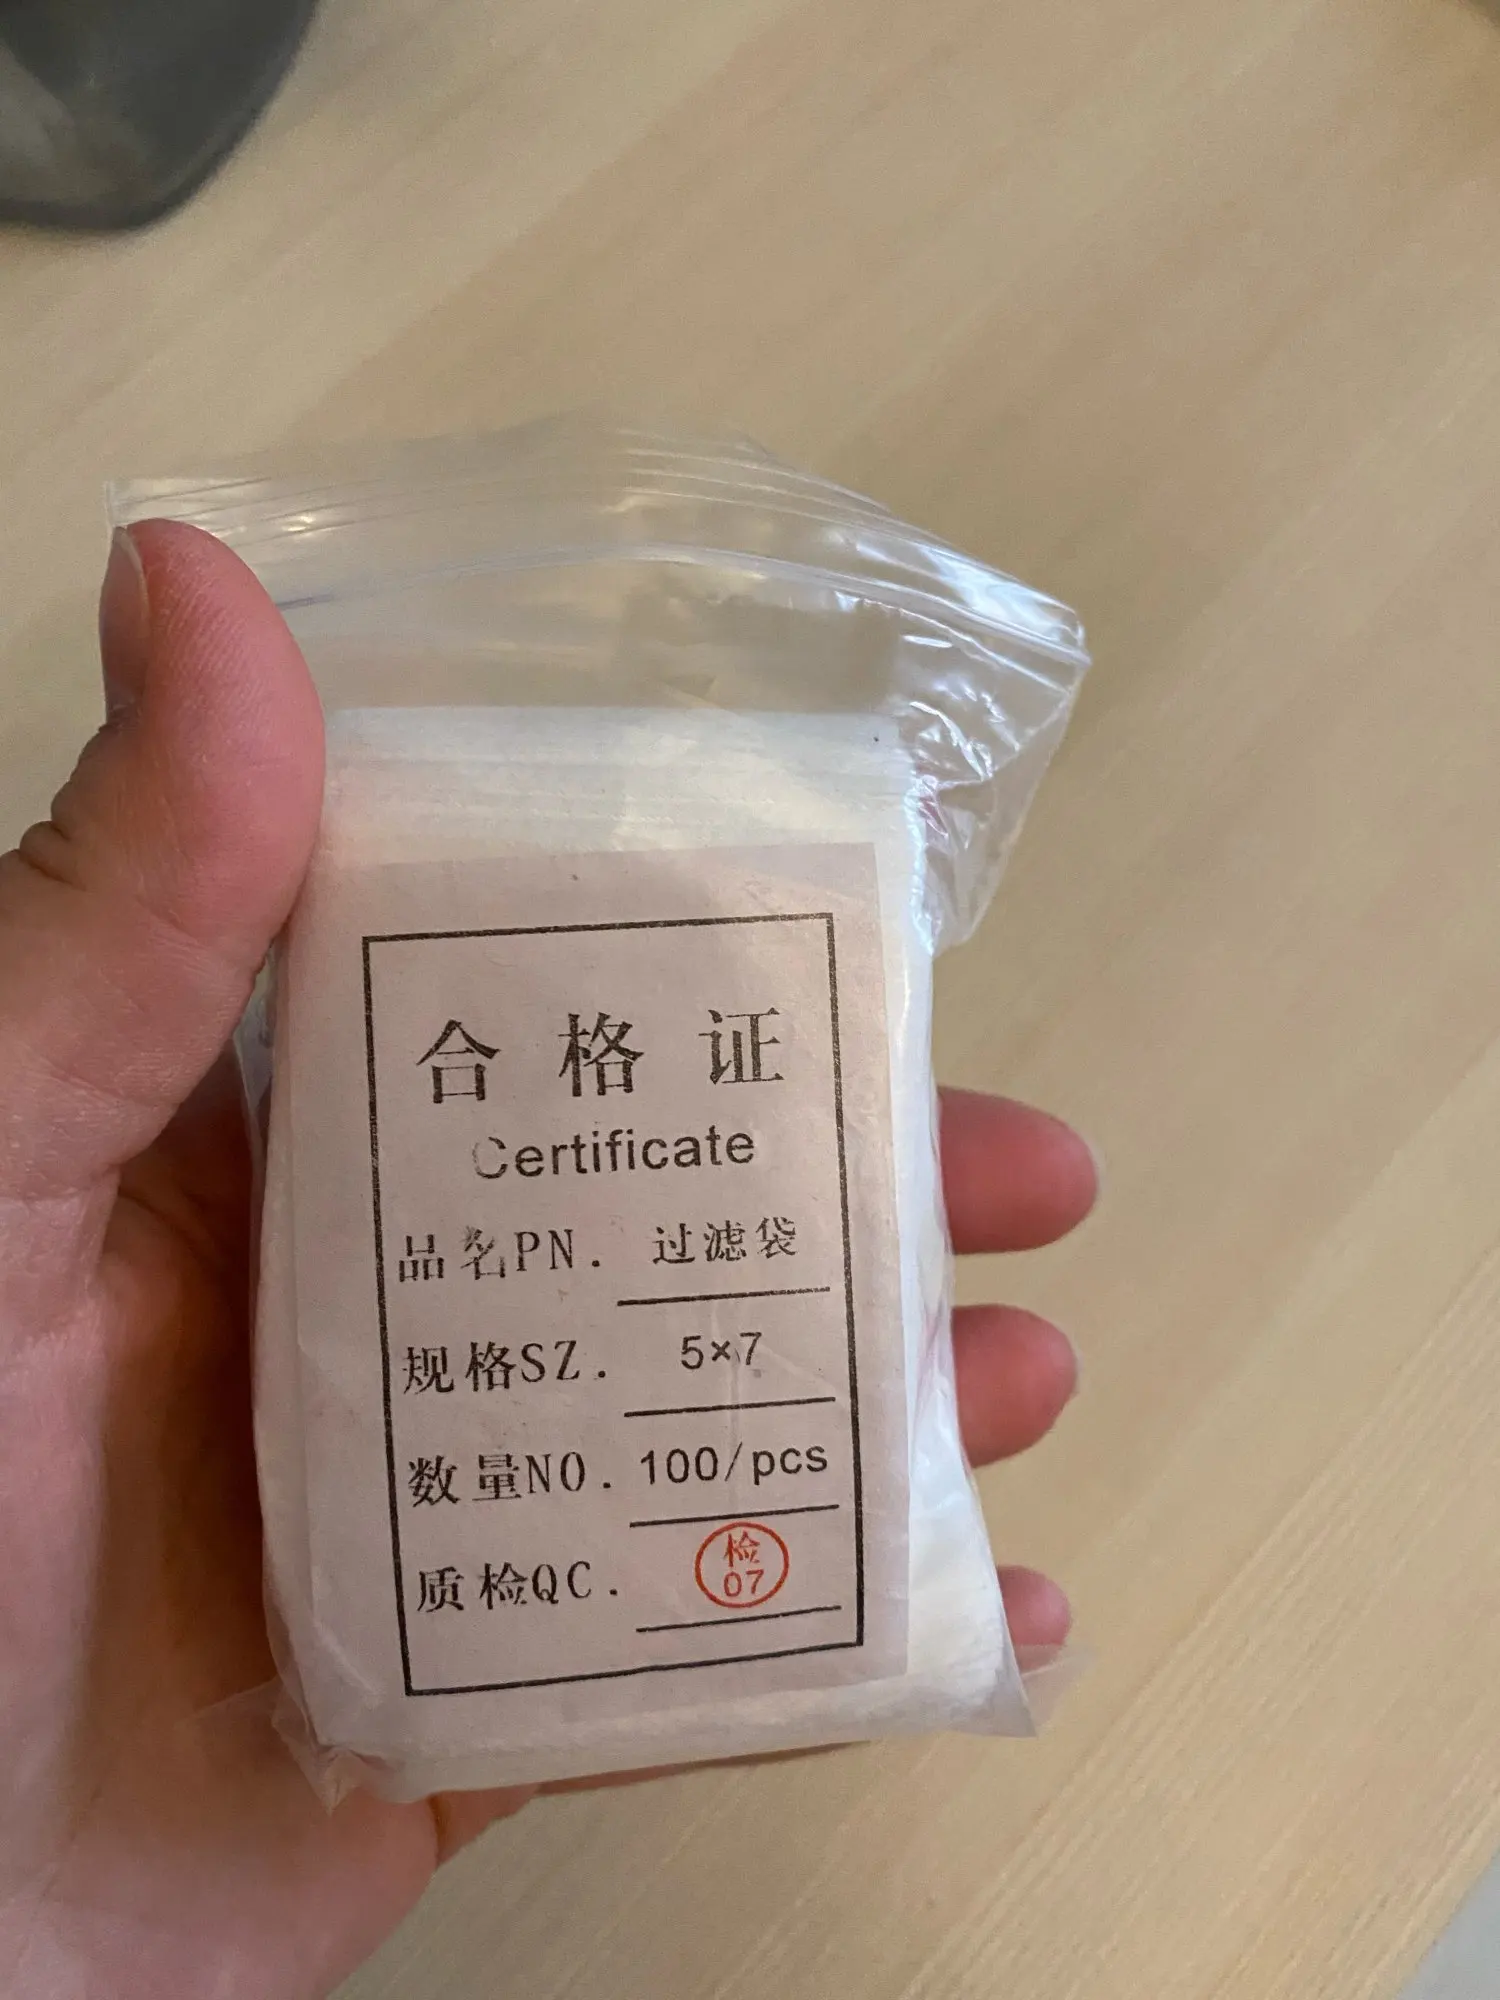 合格证
Certificate
品名PN. 过滤袋
规格SZ. 5×7
数量NO. 100/pcs
质检QC. 检
07